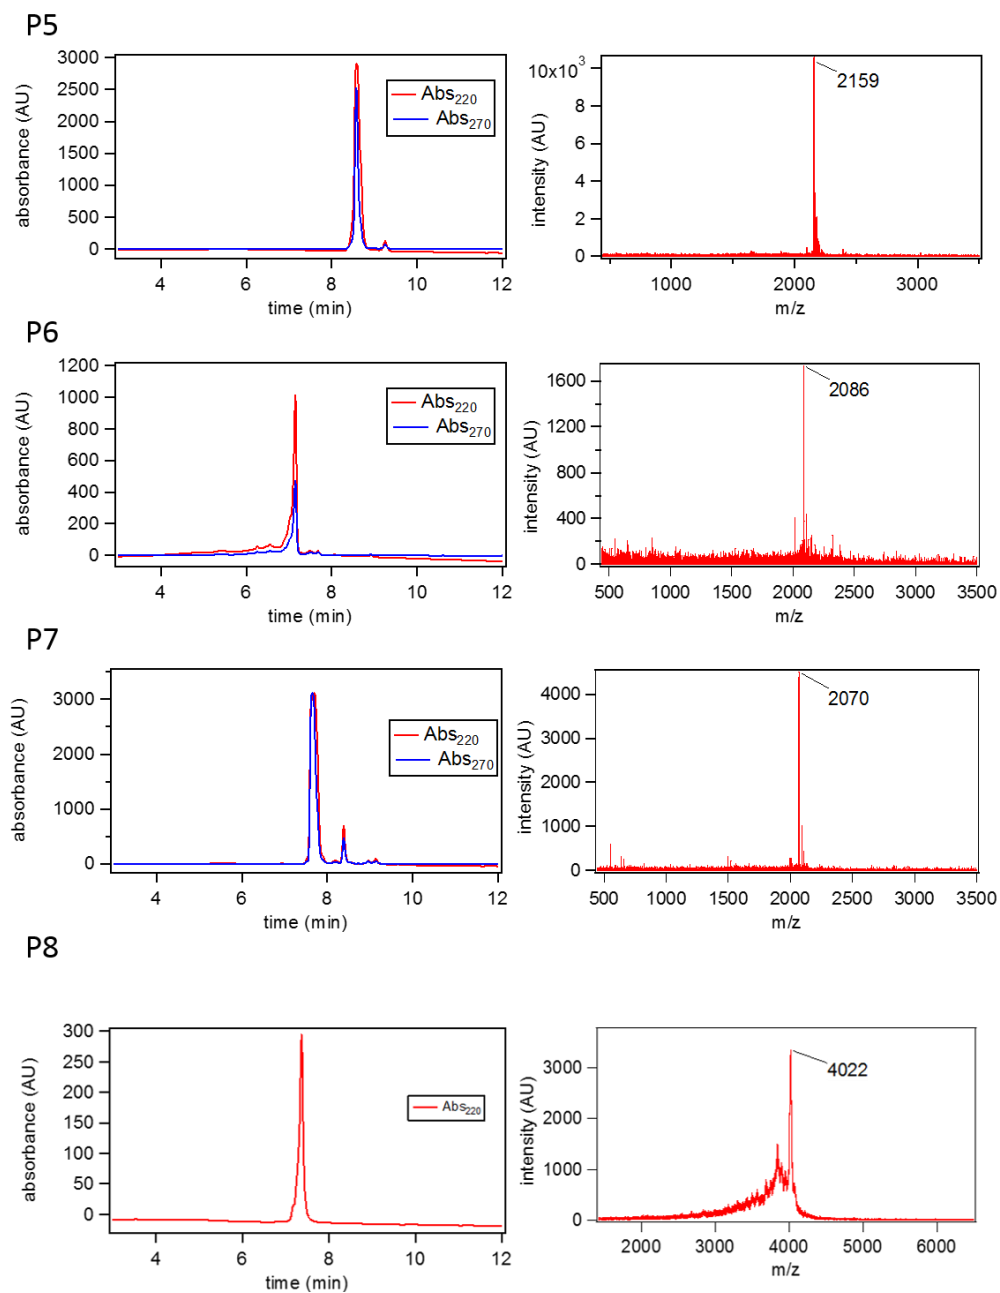 P5
absorbance (AU)
3000
2500
2000
1500
1000
500
0
Abs220
Abs270
4 6 8 10 12
time (min)
intensity (AU)
10x10³
8
6
4
2
0
2159
1000 2000 3000
m/z
P6
absorbance (AU)
1200
1000
800
600
400
200
0
Abs220
Abs270
4 6 8 10 12
time (min)
intensity (AU)
1600
1200
800
400
0
2086
500 1000 1500 2000 2500 3000 3500
m/z
P7
absorbance (AU)
3000
2000
1000
0
Abs220
Abs270
4 6 8 10 12
time (min)
intensity (AU)
4000
3000
2000
1000
0
2070
500 1000 1500 2000 2500 3000 3500
m/z
P8
absorbance (AU)
300
250
200
150
100
50
0
Abs220
4 6 8 10 12
time (min)
intensity (AU)
3000
2000
1000
0
4022
2000 3000 4000 5000 6000
m/z